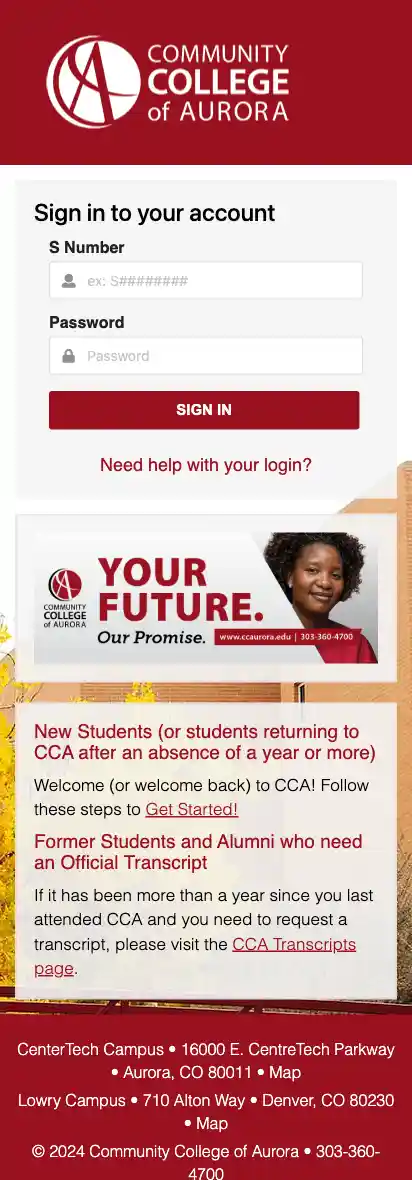 COMMUNITY
COLLEGE
of AURORA
Sign in to your account
S Number
ex: S########
Password
Password
SIGN IN
Need help with your login?
COMMUNITY
COLLEGE
of AURORA
YOUR
FUTURE.
Our Promise.
www.ccaurora.edu | 303-360-4700
New Students (or students returning to
CCA after an absence of a year or more)
Welcome (or welcome back) to CCA! Follow
these steps to Get Started!
Former Students and Alumni who need
an Official Transcript
If it has been more than a year since you last
attended CCA and you need to request a
transcript, please visit the CCA Transcripts
page.
CenterTech Campus • 16000 E. CentreTech Parkway
• Aurora, CO 80011 • Map
Lowry Campus • 710 Alton Way • Denver, CO 80230
• Map
© 2024 Community College of Aurora • 303-360-
4700